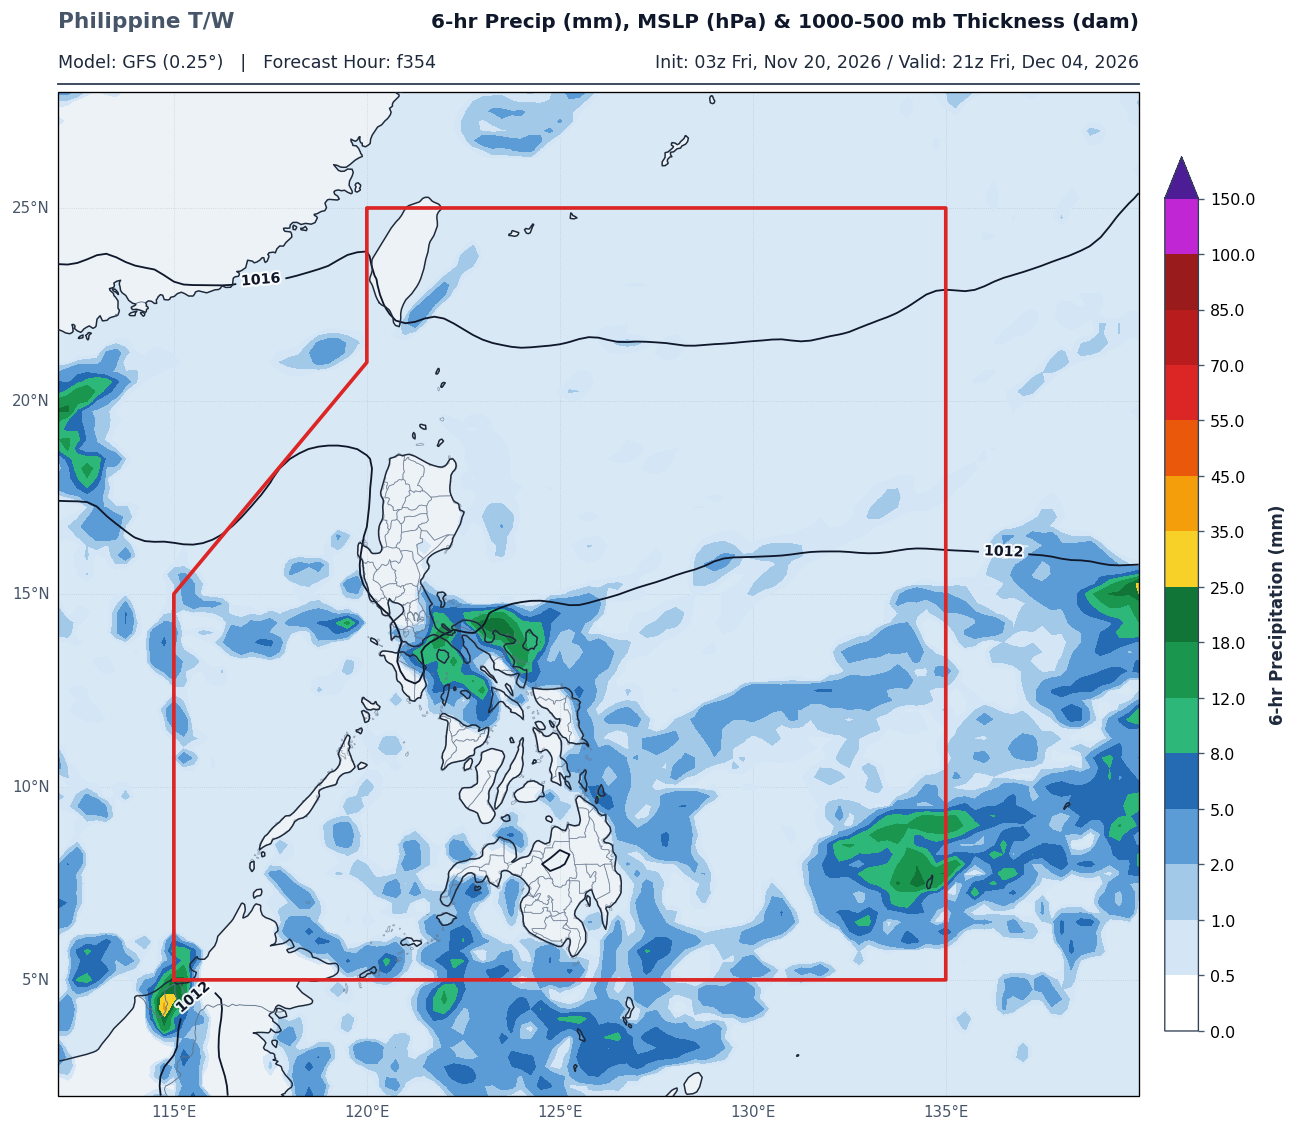 Philippine T/W
6-hr Precip (mm), MSLP (hPa) & 1000-500 mb Thickness (dam)
Model: GFS (0.25°) | Forecast Hour: f354
Init: 03z Fri, Nov 20, 2026 / Valid: 21z Fri, Dec 04, 2026
25°N
20°N
15°N
10°N
5°N
115°E
120°E
125°E
130°E
135°E
1016
1012
1012
150.0
100.0
85.0
70.0
55.0
45.0
35.0
25.0
18.0
12.0
8.0
5.0
2.0
1.0
0.5
0.0
6-hr Precipitation (mm)